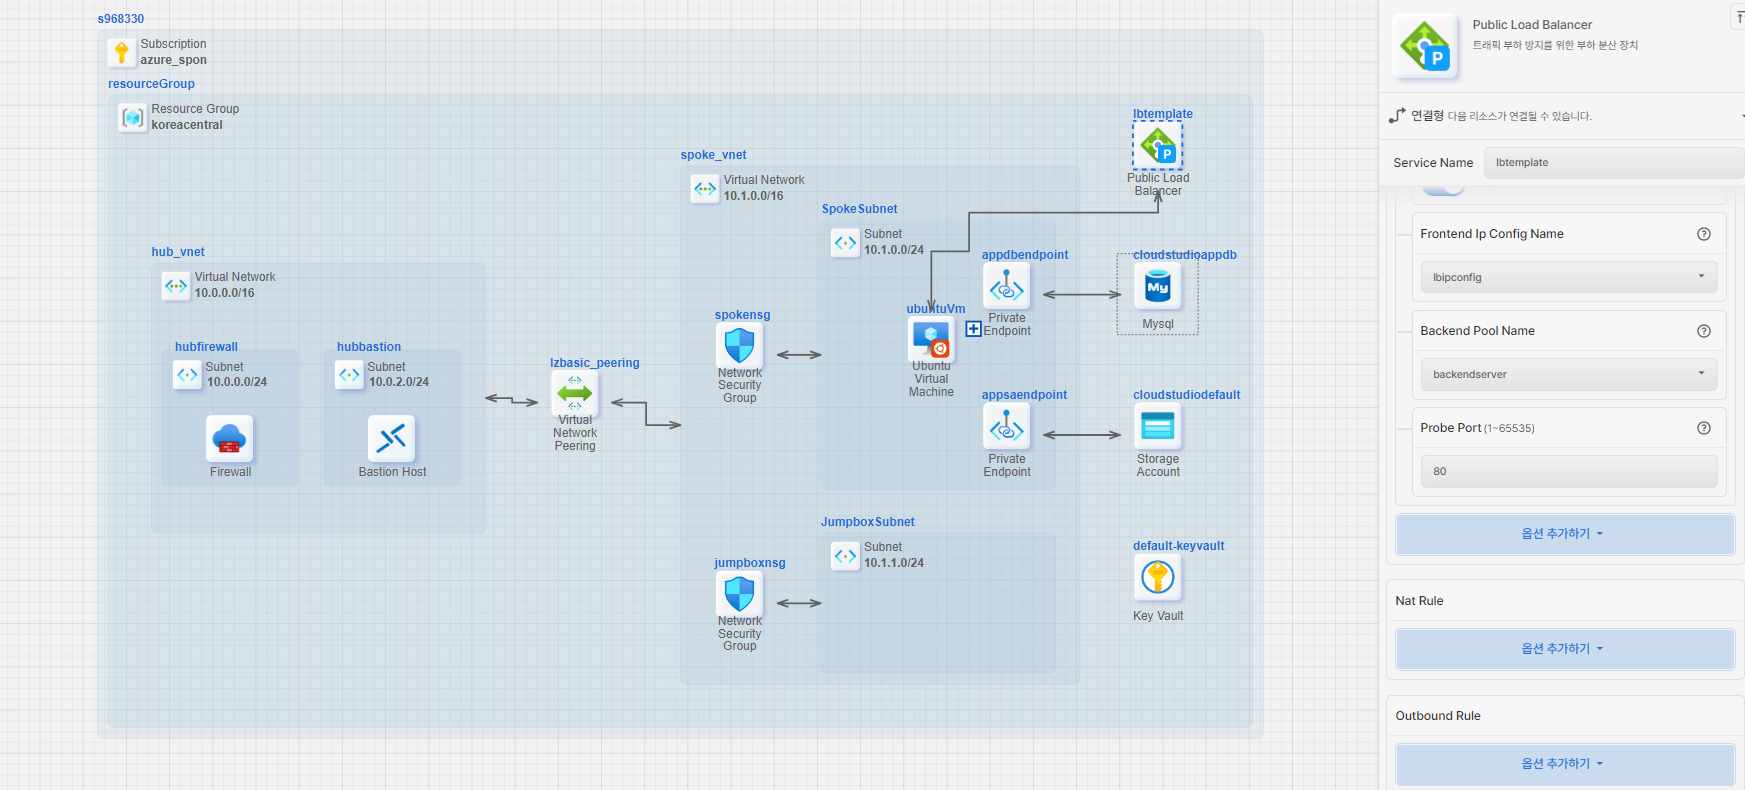 s968330
Subscription
azure_spon
resourceGroup
Resource Group
koreacentral
lbtemplate
Public Load
Balancer
spoke_vnet
Virtual Network
10.1.0.0/16
SpokeSubnet
Subnet
10.1.0.0/24
hub_vnet
Virtual Network
10.0.0.0/16
appdbendpoint
Private
Endpoint
cloudstudioappdb
My
Mysql
spokensg
Network
Security
Group
ubuntuVm
Ubuntu
Virtual
Machine
hubfirewall
Subnet
10.0.0.0/24
Firewall
hubbastion
Subnet
10.0.2.0/24
Bastion Host
lzbasic_peering
Virtual
Network
Peering
appsaendpoint
Private
Endpoint
cloudstudiodefault
Storage
Account
JumpboxSubnet
Subnet
10.1.1.0/24
jumpboxnsg
Network
Security
Group
default-keyvault
Key Vault
P
Public Load Balancer
트래픽 부하 방지를 위한 부하 분산 장치
연결형 다음 리소스가 연결될 수 있습니다.
Service Name
lbtemplate
Frontend Ip Config Name
lbipconfig
Backend Pool Name
backendserver
Probe Port (1~65535)
80
옵션 추가하기
Nat Rule
옵션 추가하기
Outbound Rule
옵션 추가하기